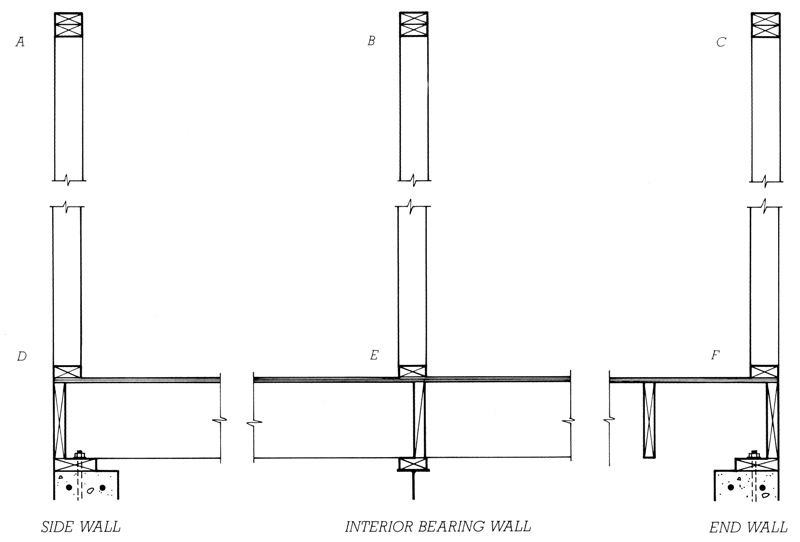 A B C
D E F
SIDE WALL INTERIOR BEARING WALL END WALL